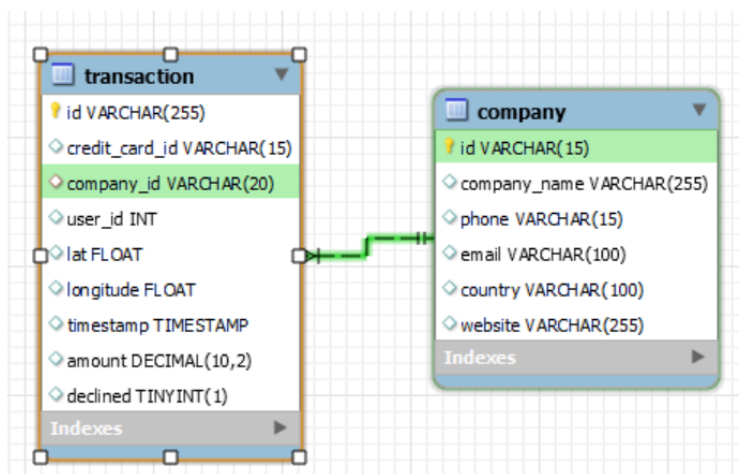 transaction
id VARCHAR(255)
credit_card_id VARCHAR(15)
company_id VARCHAR(20)
user_id INT
lat FLOAT
longitude FLOAT
timestamp TIMESTAMP
amount DECIMAL(10,2)
declined TINYINT(1)
Indexes
company
id VARCHAR(15)
company_name VARCHAR(255)
phone VARCHAR(15)
email VARCHAR(100)
country VARCHAR(100)
website VARCHAR(255)
Indexes